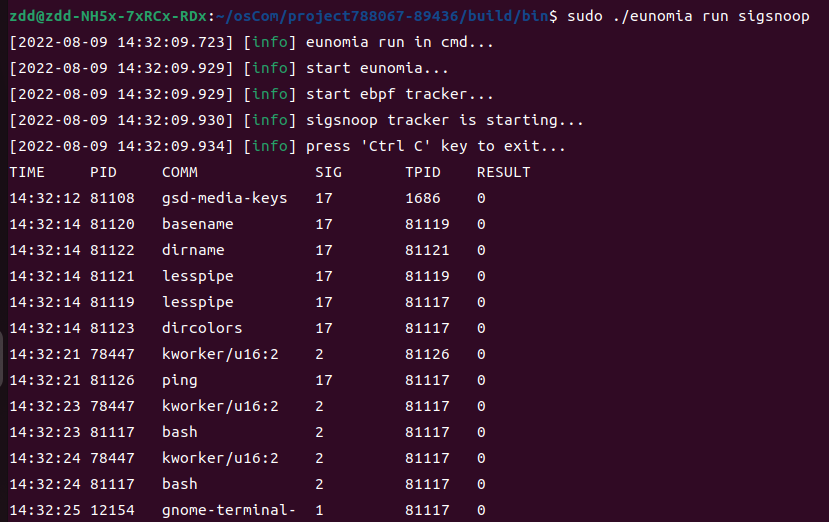 zdd@zdd-NH5x-7xRCx-RDx:~/osCom/project788067-89436/build/bin$ sudo ./eunomia run sigsnoop
[2022-08-09 14:32:09.723] [info] eunomia run in cmd...
[2022-08-09 14:32:09.929] [info] start eunomia...
[2022-08-09 14:32:09.929] [info] start ebpf tracker...
[2022-08-09 14:32:09.930] [info] sigsnoop tracker is starting...
[2022-08-09 14:32:09.934] [info] press 'Ctrl C' key to exit...
TIME     PID     COMM             SIG       TPID    RESULT
14:32:12 81108   gsd-media-keys   17        1686    0
14:32:14 81120   basename         17        81119   0
14:32:14 81122   dirname          17        81121   0
14:32:14 81121   lesspipe         17        81119   0
14:32:14 81119   lesspipe         17        81117   0
14:32:14 81123   dircolors        17        81117   0
14:32:21 78447   kworker/u16:2    2         81126   0
14:32:21 81126   ping             17        81117   0
14:32:23 78447   kworker/u16:2    2         81117   0
14:32:23 81117   bash             2         81117   0
14:32:24 78447   kworker/u16:2    2         81117   0
14:32:24 81117   bash             2         81117   0
14:32:25 12154   gnome-terminal-  1         81117   0